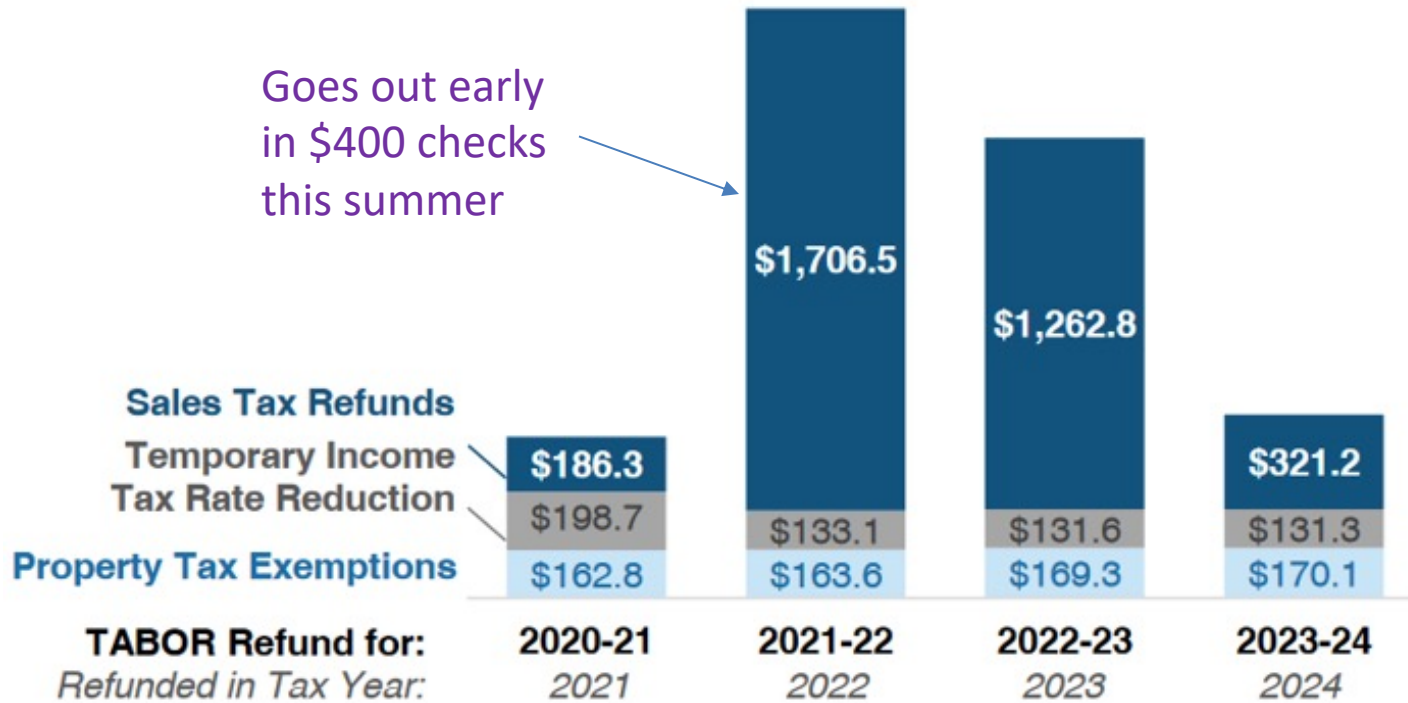 Goes out early
in $400 checks
this summer
$1,706.5
$1,262.8
Sales Tax Refunds
Temporary Income
Tax Rate Reduction
Property Tax Exemptions
$186.3
$321.2
$198.7
$133.1
$131.6
$131.3
$162.8
$163.6
$169.3
$170.1
TABOR Refund for: 2020-21 2021-22 2022-23 2023-24
Refunded in Tax Year: 2021 2022 2023 2024